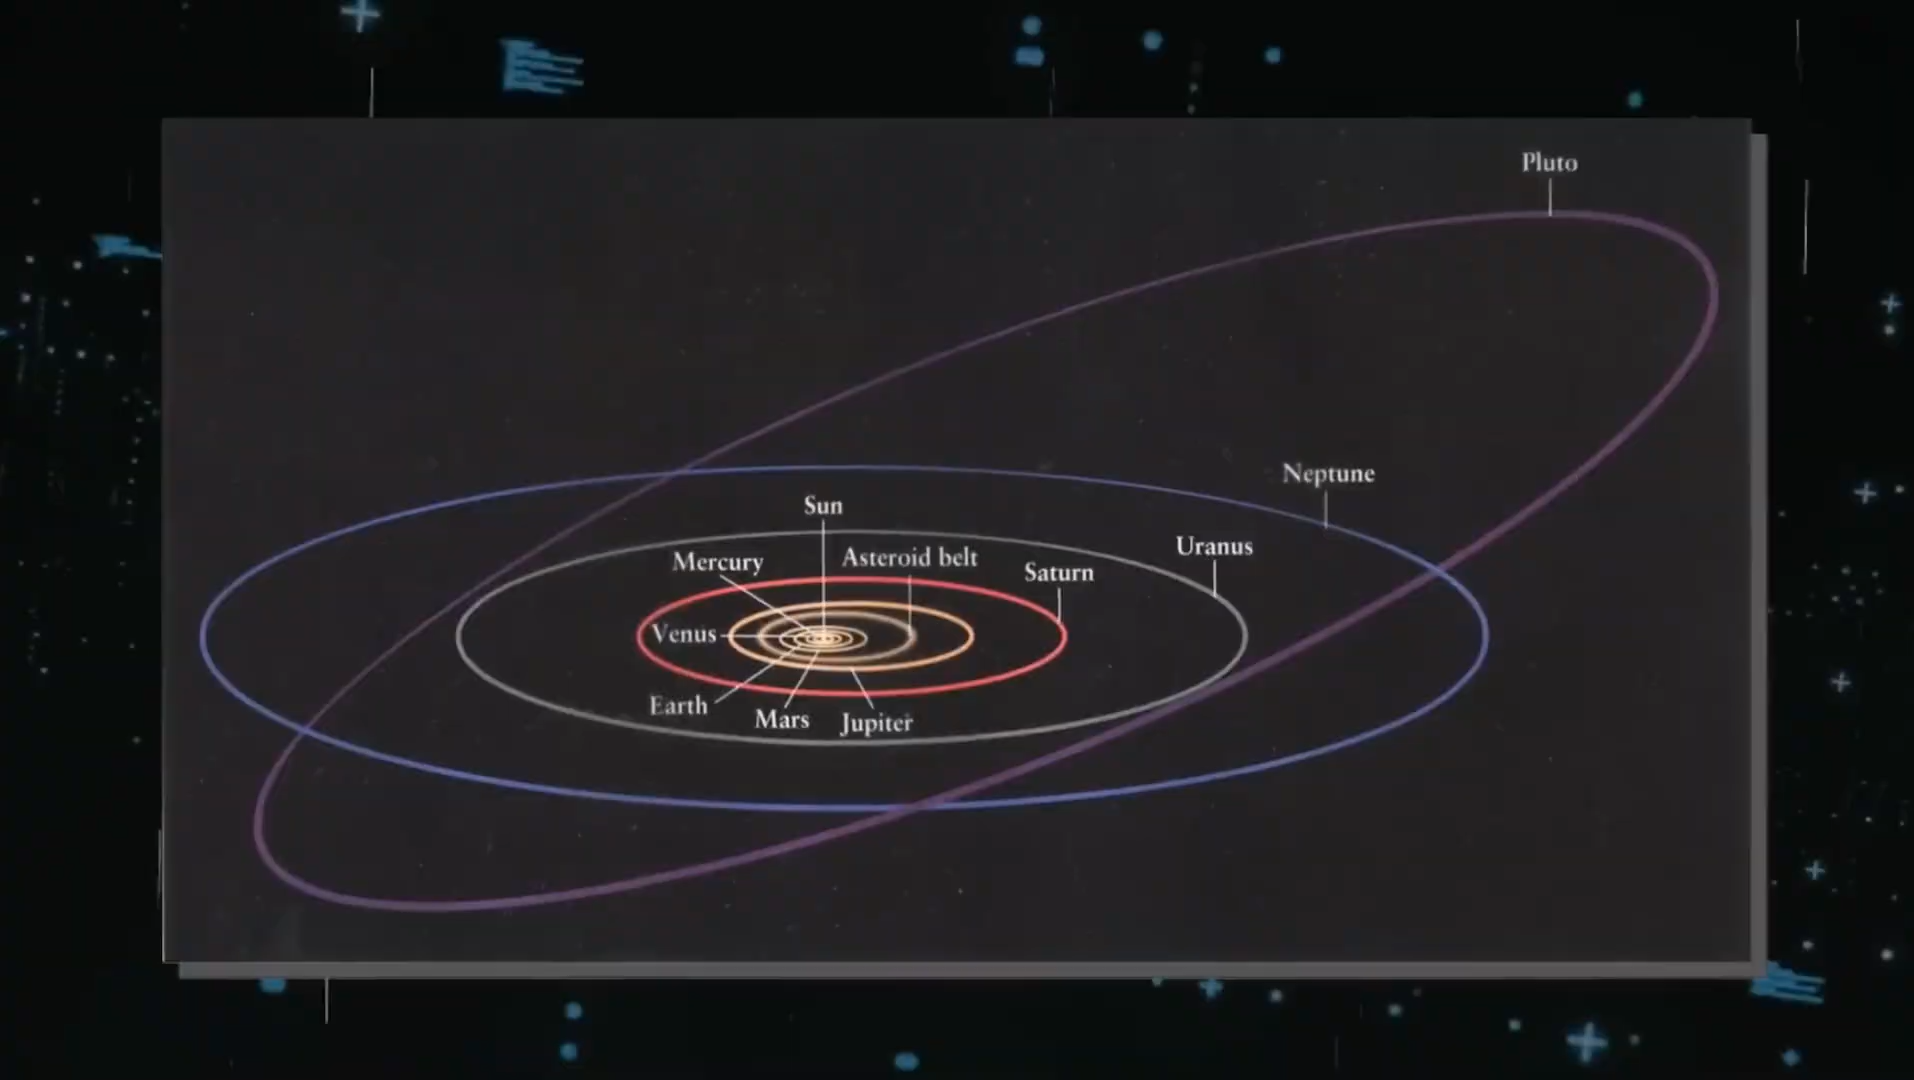 Pluto
Neptune
Sun
Uranus
Mercury
Asteroid belt
Saturn
Venus
Earth
Mars
Jupiter